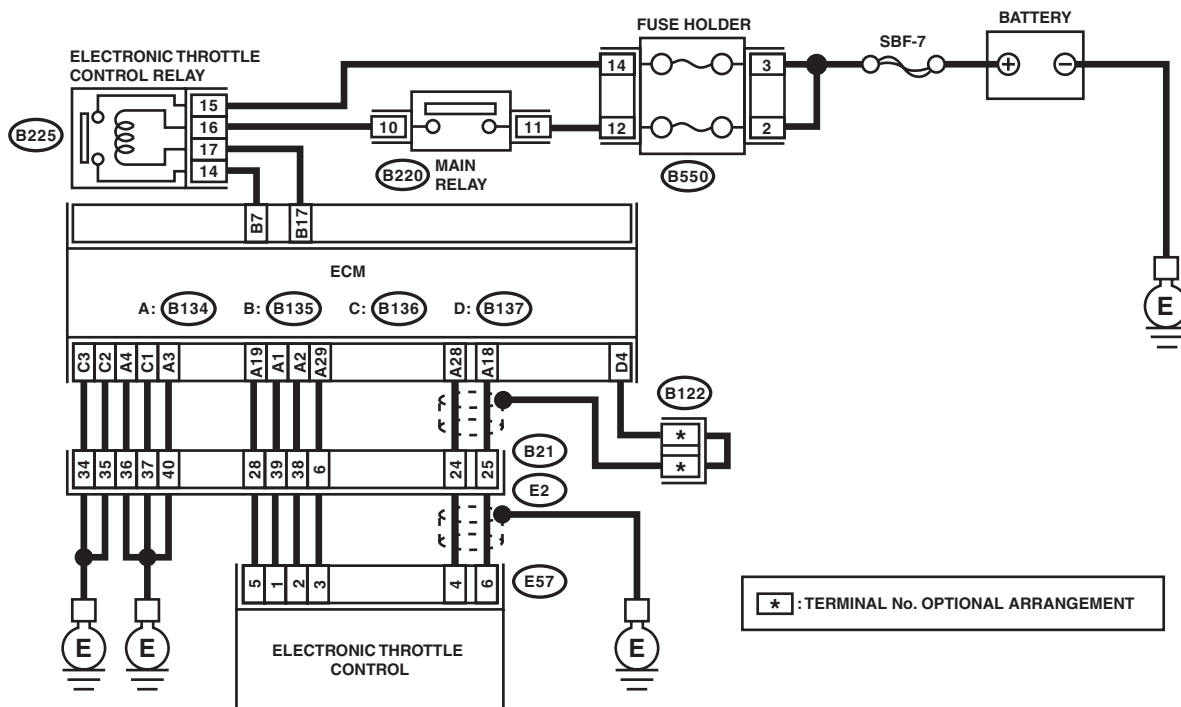 BATTERY
FUSE HOLDER
SBF-7
ELECTRONIC THROTTLE
CONTROL RELAY
14
3
+
−
15
B225
16
10
11
12
2
17
14
B220
MAIN
RELAY
B550
B7
B17
ECM
A: B134
B: B135
C: B136
D: B137
E
C3
C2
A4
C1
A3
A19
A1
A2
A29
A28
A18
D4
B122
*
*
B21
34
35
36
37
40
28
39
38
6
24
25
E2
5
1
2
3
4
6
E57
* : TERMINAL No. OPTIONAL ARRANGEMENT
E
E
ELECTRONIC THROTTLE
CONTROL
E